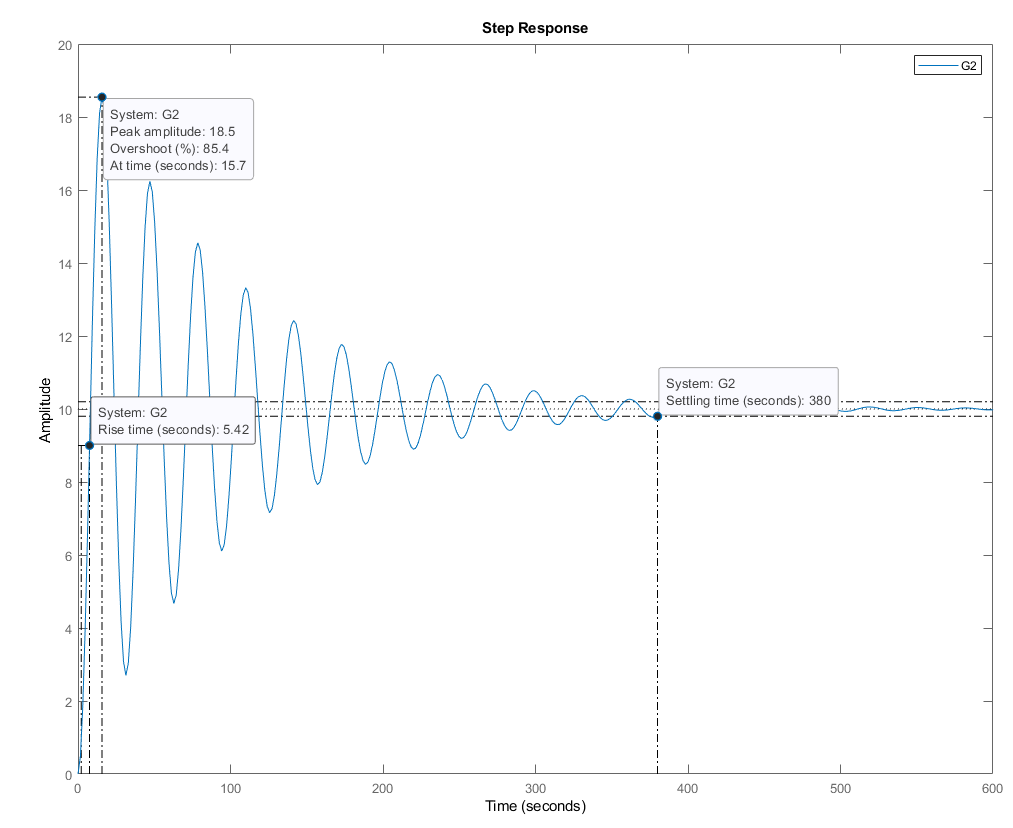 Step Response
G2
20
18
16
14
12
10
8
6
4
2
0
Amplitude
System: G2
Peak amplitude: 18.5
Overshoot (%): 85.4
At time (seconds): 15.7
System: G2
Rise time (seconds): 5.42
System: G2
Settling time (seconds): 380
0 100 200 300 400 500 600
Time (seconds)